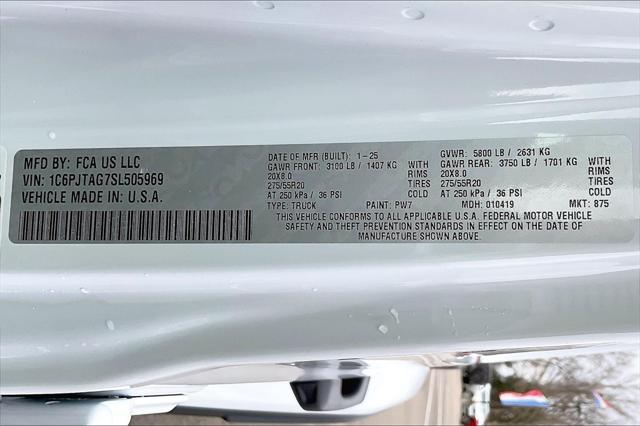 MFD BY: FCA US LLC
VIN: 1C6PJTAG7SL505969
VEHICLE MADE IN: U.S.A.
DATE OF MFR (BUILT): 1-25
GAWR FRONT: 3100 LB / 1407 KG WITH
20X8.0 RIMS
275/55R20 TIRES
AT 250 kPa / 36 PSI COLD
TYPE: TRUCK PAINT: PW7
GVWR: 5800 LB / 2631 KG
GAWR REAR: 3750 LB / 1701 KG WITH
20X8.0 RIMS
275/55R20 TIRES
AT 250 kPa / 36 PSI COLD
MDH: 010419 MKT: 875
THIS VEHICLE CONFORMS TO ALL APPLICABLE U.S.A. FEDERAL MOTOR VEHICLE
SAFETY AND THEFT PREVENTION STANDARDS IN EFFECT ON THE DATE OF
MANUFACTURE SHOWN ABOVE.